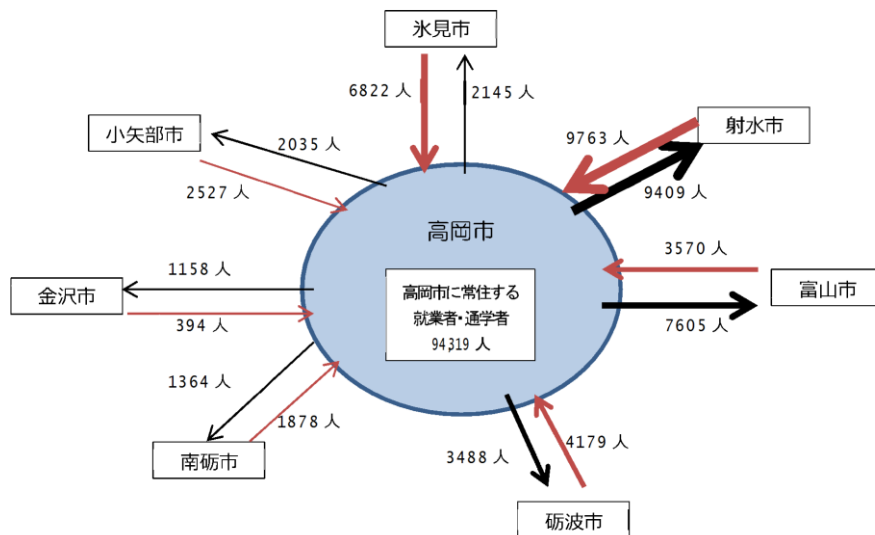 氷見市
6822 人
2145 人
射水市
小矢部市
2035 人
9763 人
2527 人
9409 人
高岡市
3570 人
金沢市
1158 人
394 人
高岡市に常住する
就業者・通学者
94319 人
富山市
7605 人
1364 人
1878 人
南砺市
3488 人
4179 人
砺波市